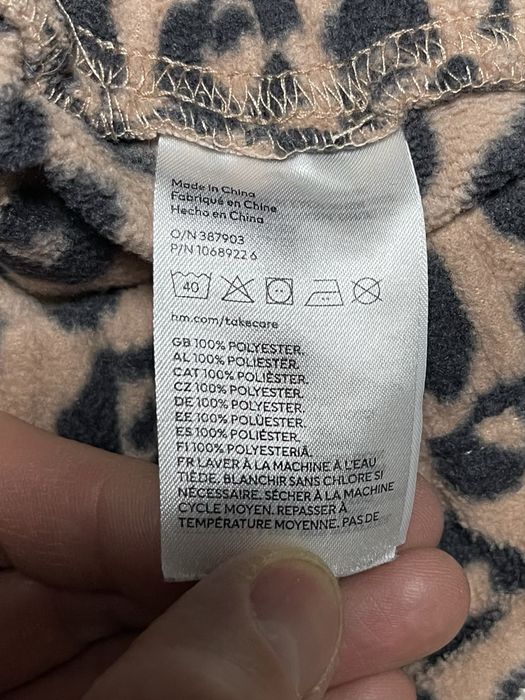 Made in China
Fabriqué en Chine
Hecho en China
O/N 387903
P/N 1068922 6
40
hm.com/takecare
GB 100% POLYESTER.
AL 100% POLIESTER.
CAT 100% POLIÈSTER.
CZ 100% POLYESTER.
DE 100% POLYESTER.
EE 100% POLÜESTER.
ES 100% POLIÉSTER.
FI 100% POLYESTERIÄ.
FR LAVER À LA MACHINE À L'EAU
TIÈDE. BLANCHIR SANS CHLORE SI
NÉCESSAIRE. SÉCHER À LA MACHINE
CYCLE MOYEN. REPASSER À
TEMPÉRATURE MOYENNE. PAS DE